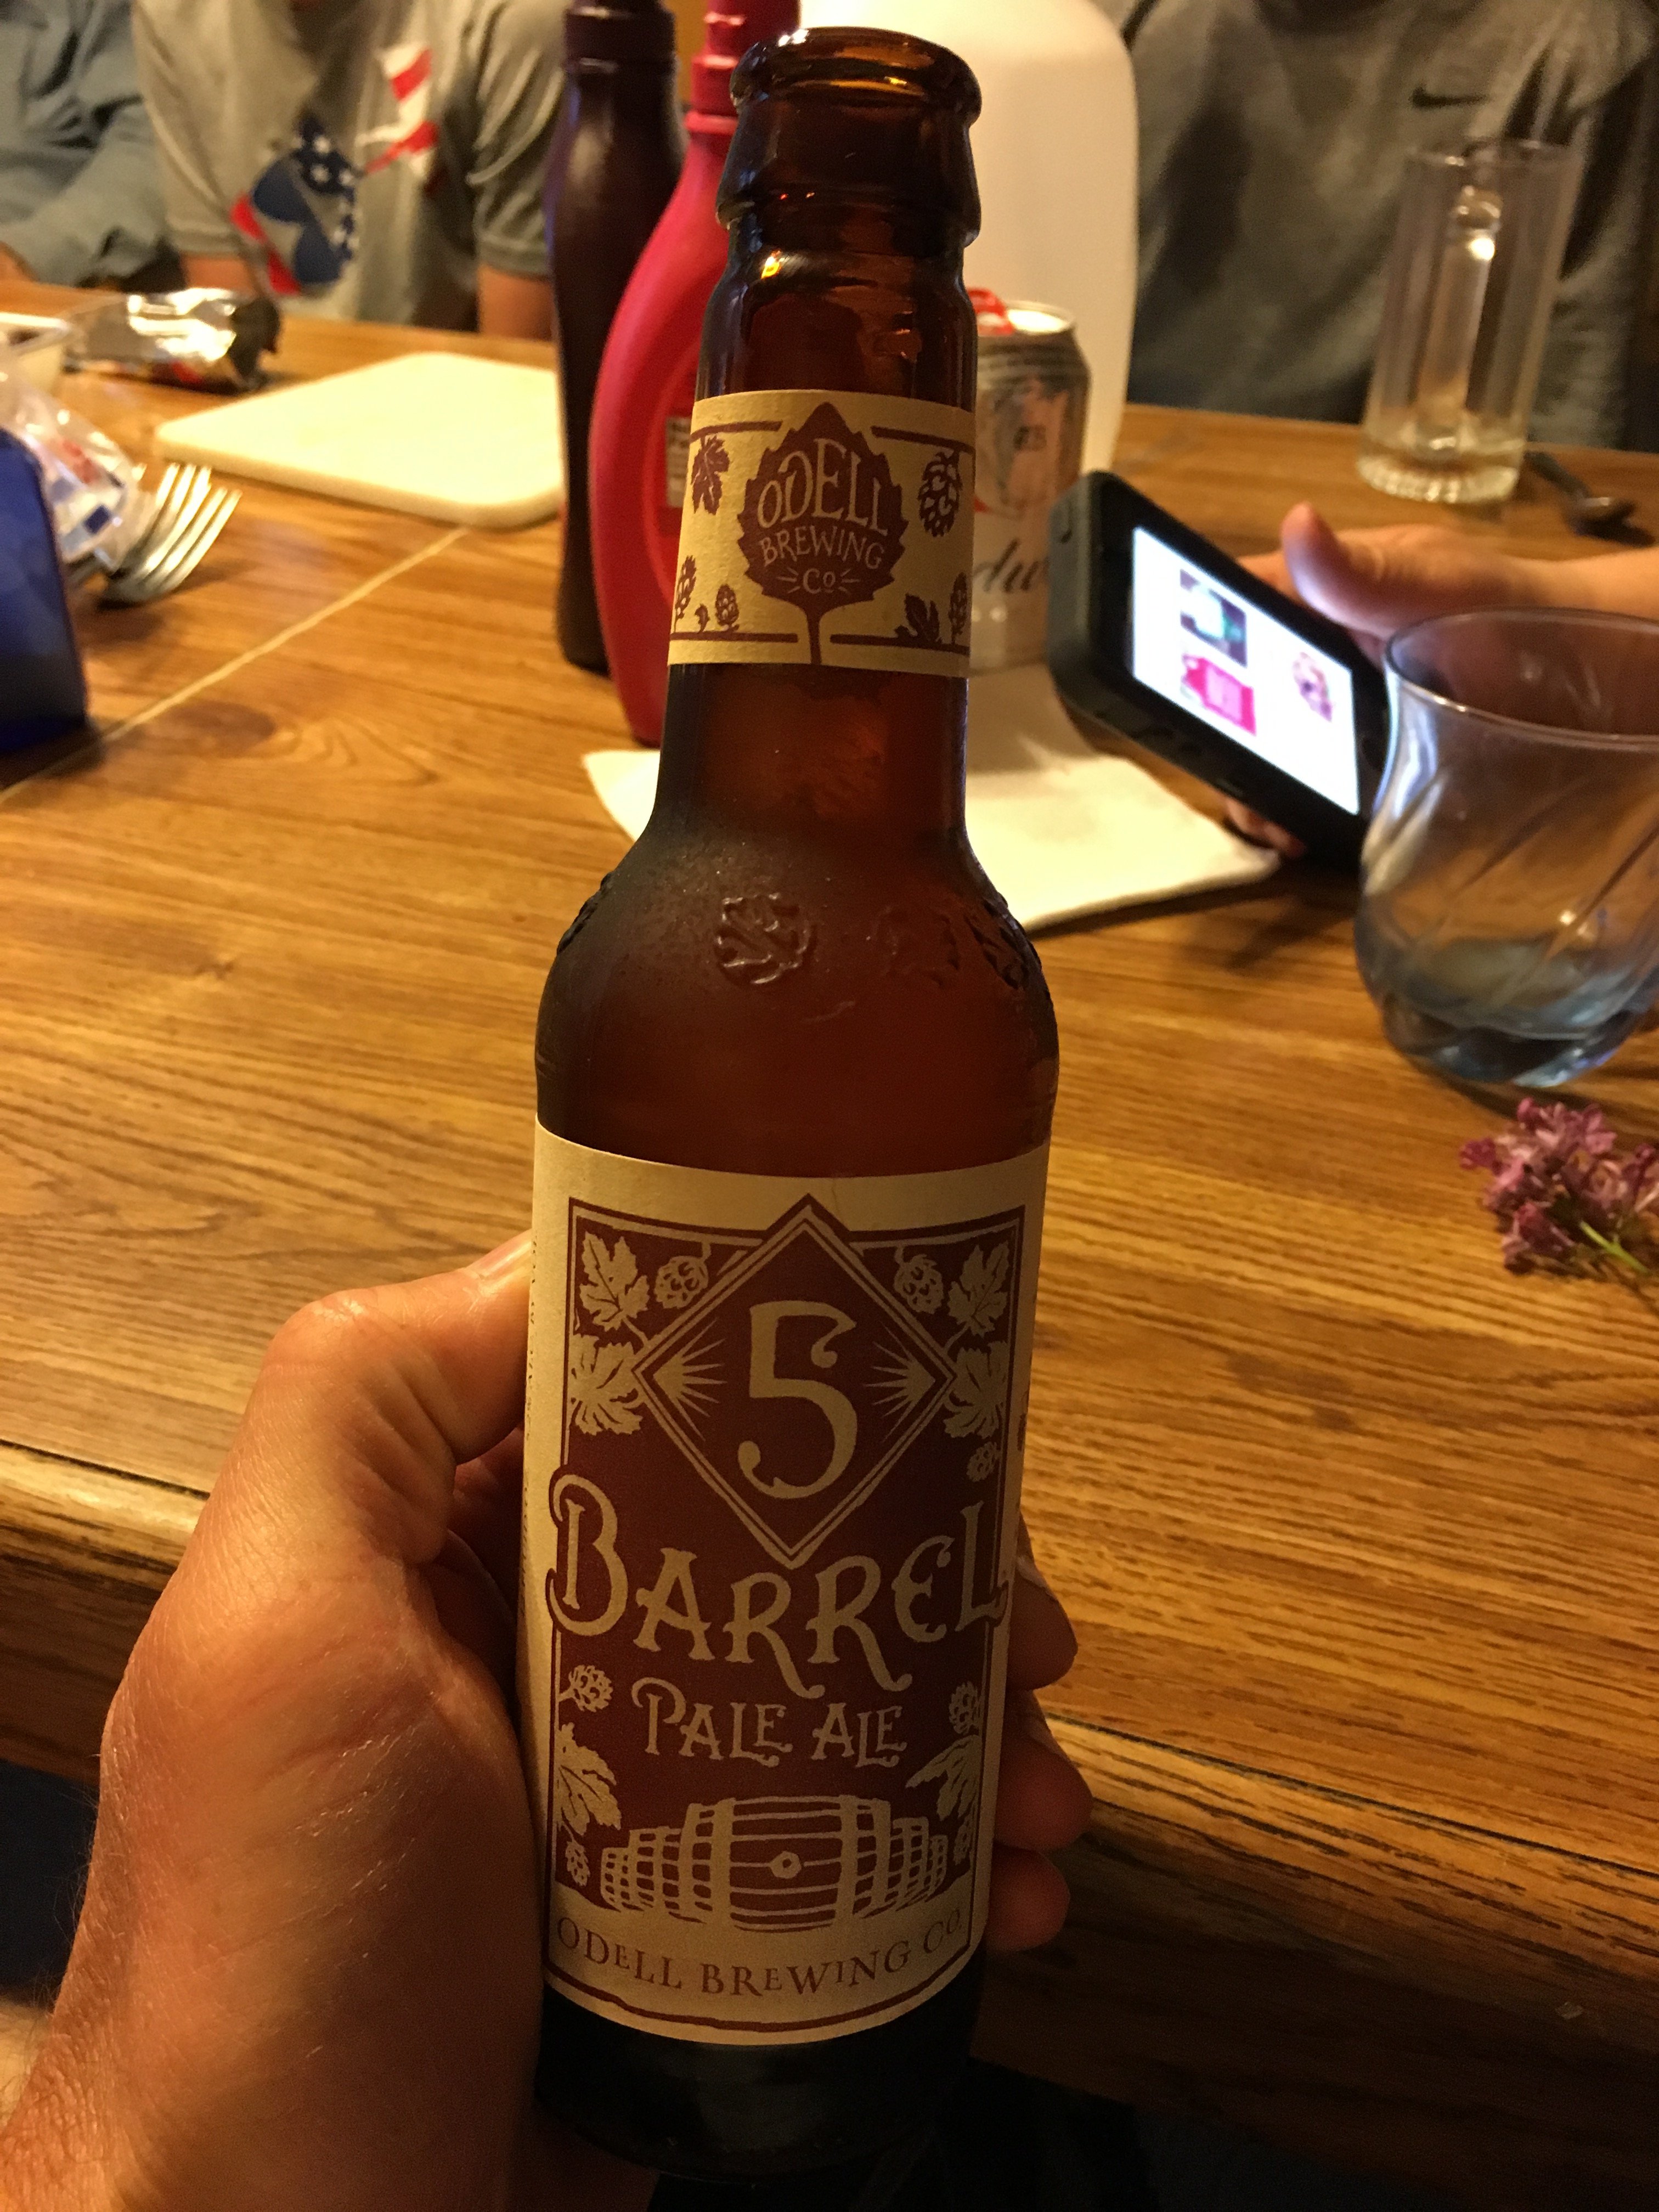 ODELL
BREWING
CO
5
BARREL
PALE ALE
ODELL BREWING CO.